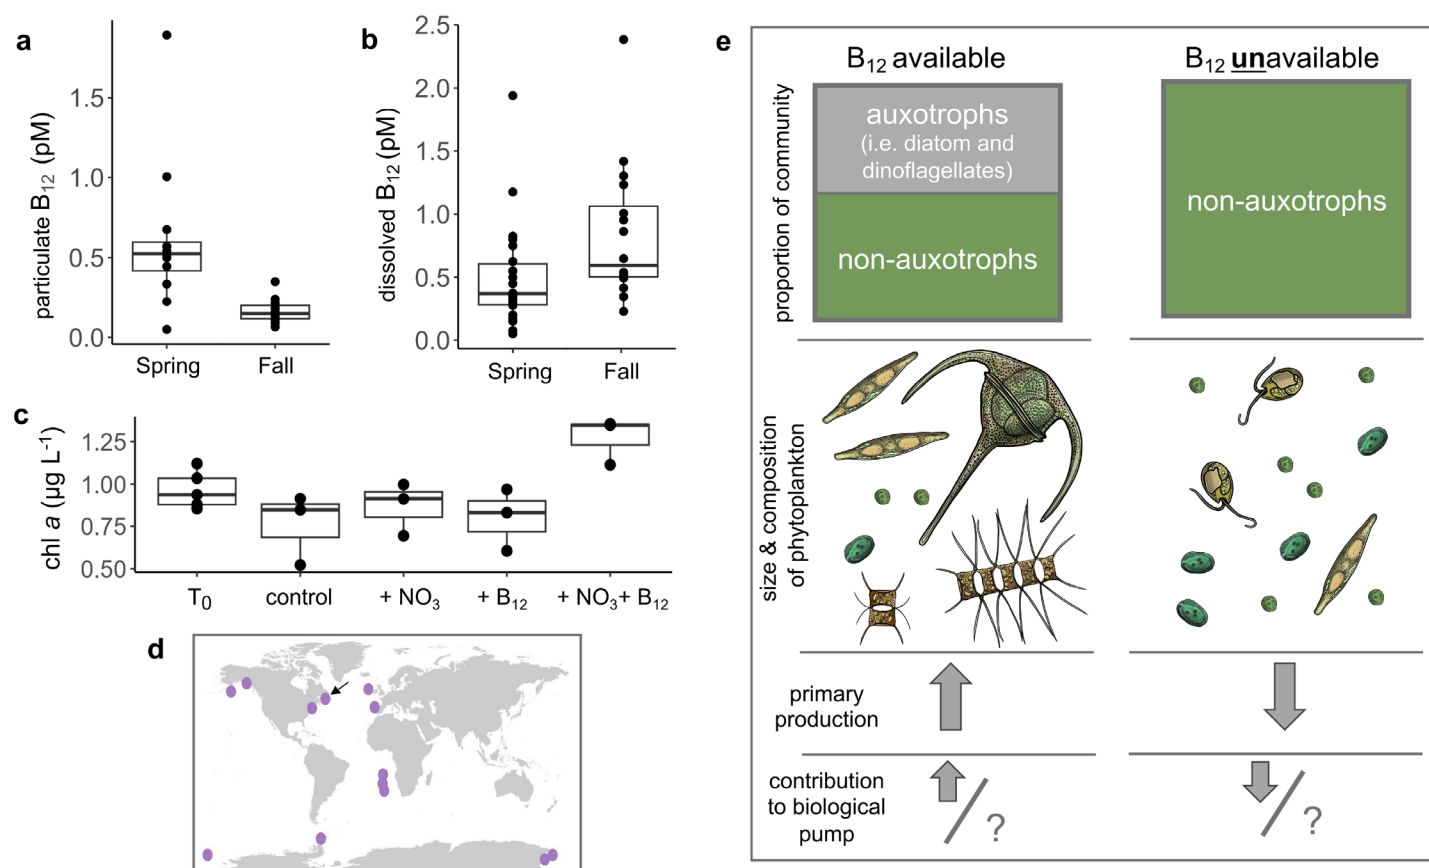 a
particulate B12 (pM)
1.5
1.0
0.5
0.0
Spring
Fall
b
dissolved B12 (pM)
2.5
2.0
1.5
1.0
0.5
0.0
Spring
Fall
c
chl a (µg L-1)
1.25
1.00
0.75
0.50
T0
control
+ NO3
+ B12
+ NO3+ B12
d
e
B12 available
B12 unavailable
proportion of community
auxotrophs
(i.e. diatom and
dinoflagellates)
non-auxotrophs
non-auxotrophs
size & composition
of phytoplankton
primary
production
contribution
to biological
pump
?
?